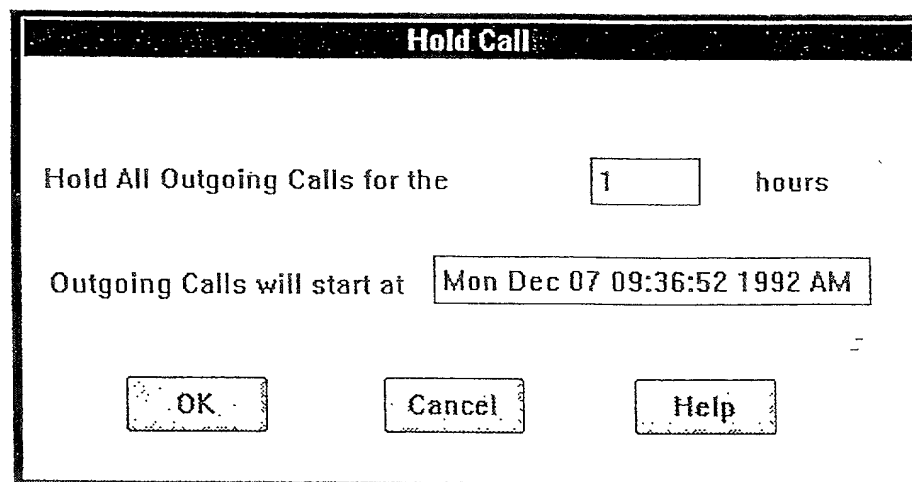 Hold Call
Hold All Outgoing Calls for the 1 hours
Outgoing Calls will start at Mon Dec 07 09:36:52 1992 AM
OK Cancel Help